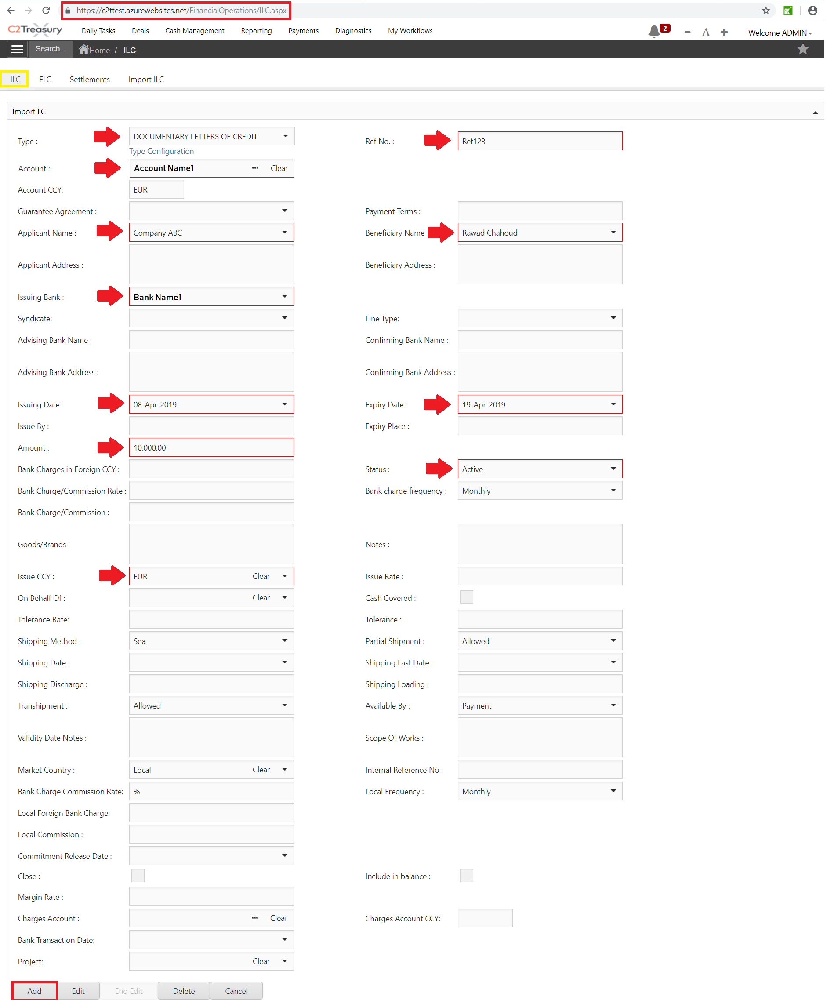 https://c2ttest.azurewebsites.net/FinancialOperations/ILC.aspx
C2Treasury Daily Tasks Deals Cash Management Reporting Payments Diagnostics My Workflows 2 A Welcome ADMIN
Search... Home / ILC
ILC ELC Settlements Import ILC
Import LC
Type : DOCUMENTARY LETTERS OF CREDIT Ref No. : Ref123
Type Configuration
Account : Account Name1 ... Clear
Account CCY: EUR
Guarantee Agreement : Payment Terms :
Applicant Name : Company ABC Beneficiary Name Rawad Chahoud
Applicant Address : Beneficiary Address :
Issuing Bank : Bank Name1
Syndicate: Line Type:
Advising Bank Name : Confirming Bank Name :
Advising Bank Address : Confirming Bank Address :
Issuing Date : 08-Apr-2019 Expiry Date : 19-Apr-2019
Issue By : Expiry Place :
Amount : 10,000.00
Bank Charges in Foreign CCY : Status : Active
Bank Charge/Commission Rate : Bank charge frequency : Monthly
Bank Charge/Commission :
Goods/Brands : Notes :
Issue CCY : EUR Clear Issue Rate :
On Behalf Of : Clear Cash Covered :
Tolerance Rate: Tolerance :
Shipping Method : Sea Partial Shipment : Allowed
Shipping Date : Shipping Last Date :
Shipping Discharge : Shipping Loading :
Transhipment : Allowed Available By : Payment
Validity Date Notes : Scope Of Works :
Market Country : Local Clear Internal Reference No :
Bank Charge Commission Rate: % Local Frequency : Monthly
Local Foreign Bank Charge:
Local Commission :
Commitment Release Date :
Close : Include in balance :
Margin Rate :
Charges Account : ... Clear Charges Account CCY:
Bank Transaction Date:
Project: Clear
Add Edit End Edit Delete Cancel